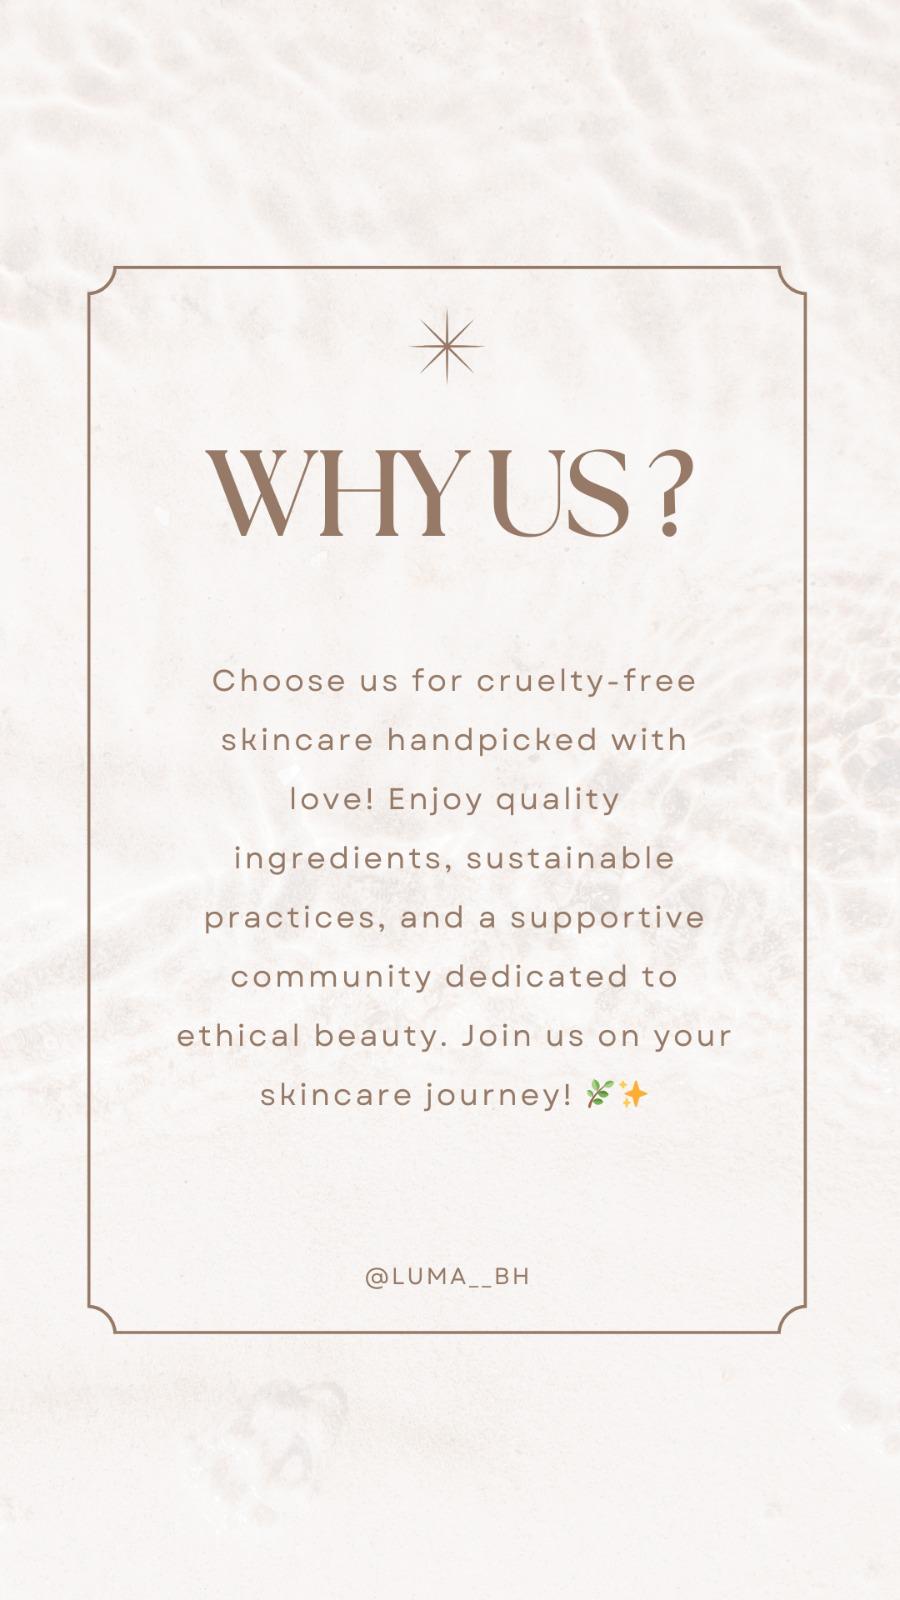 WHY US ?
Choose us for cruelty-free
skincare handpicked with
love! Enjoy quality
ingredients, sustainable
practices, and a supportive
community dedicated to
ethical beauty. Join us on your
skincare journey! 🌿✨
@LUMA__BH